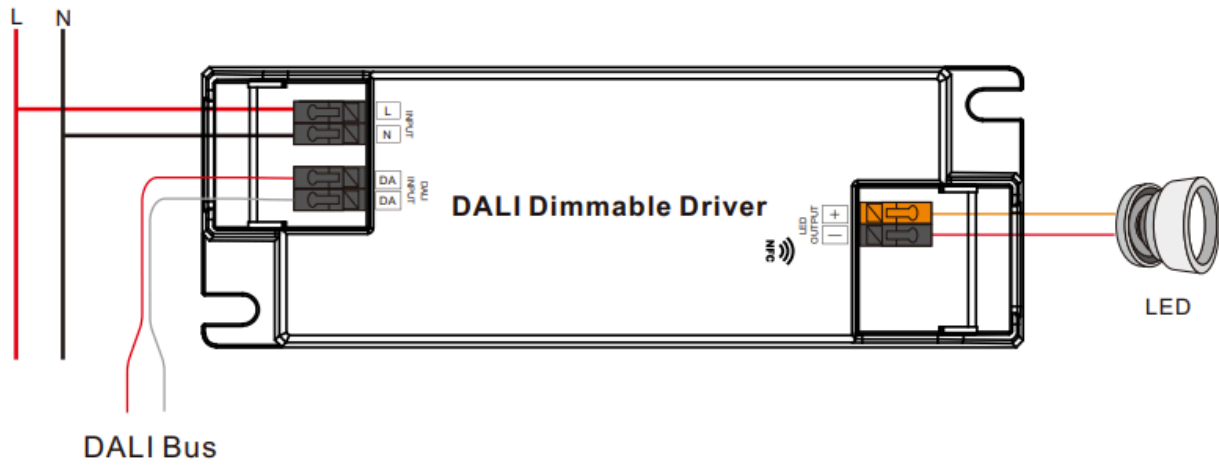 L N
L
N
INPUT
DA
DA
DALI
INPUT
DALI Dimmable Driver
LED
OUTPUT
+
—
NFC
LED
DALI Bus